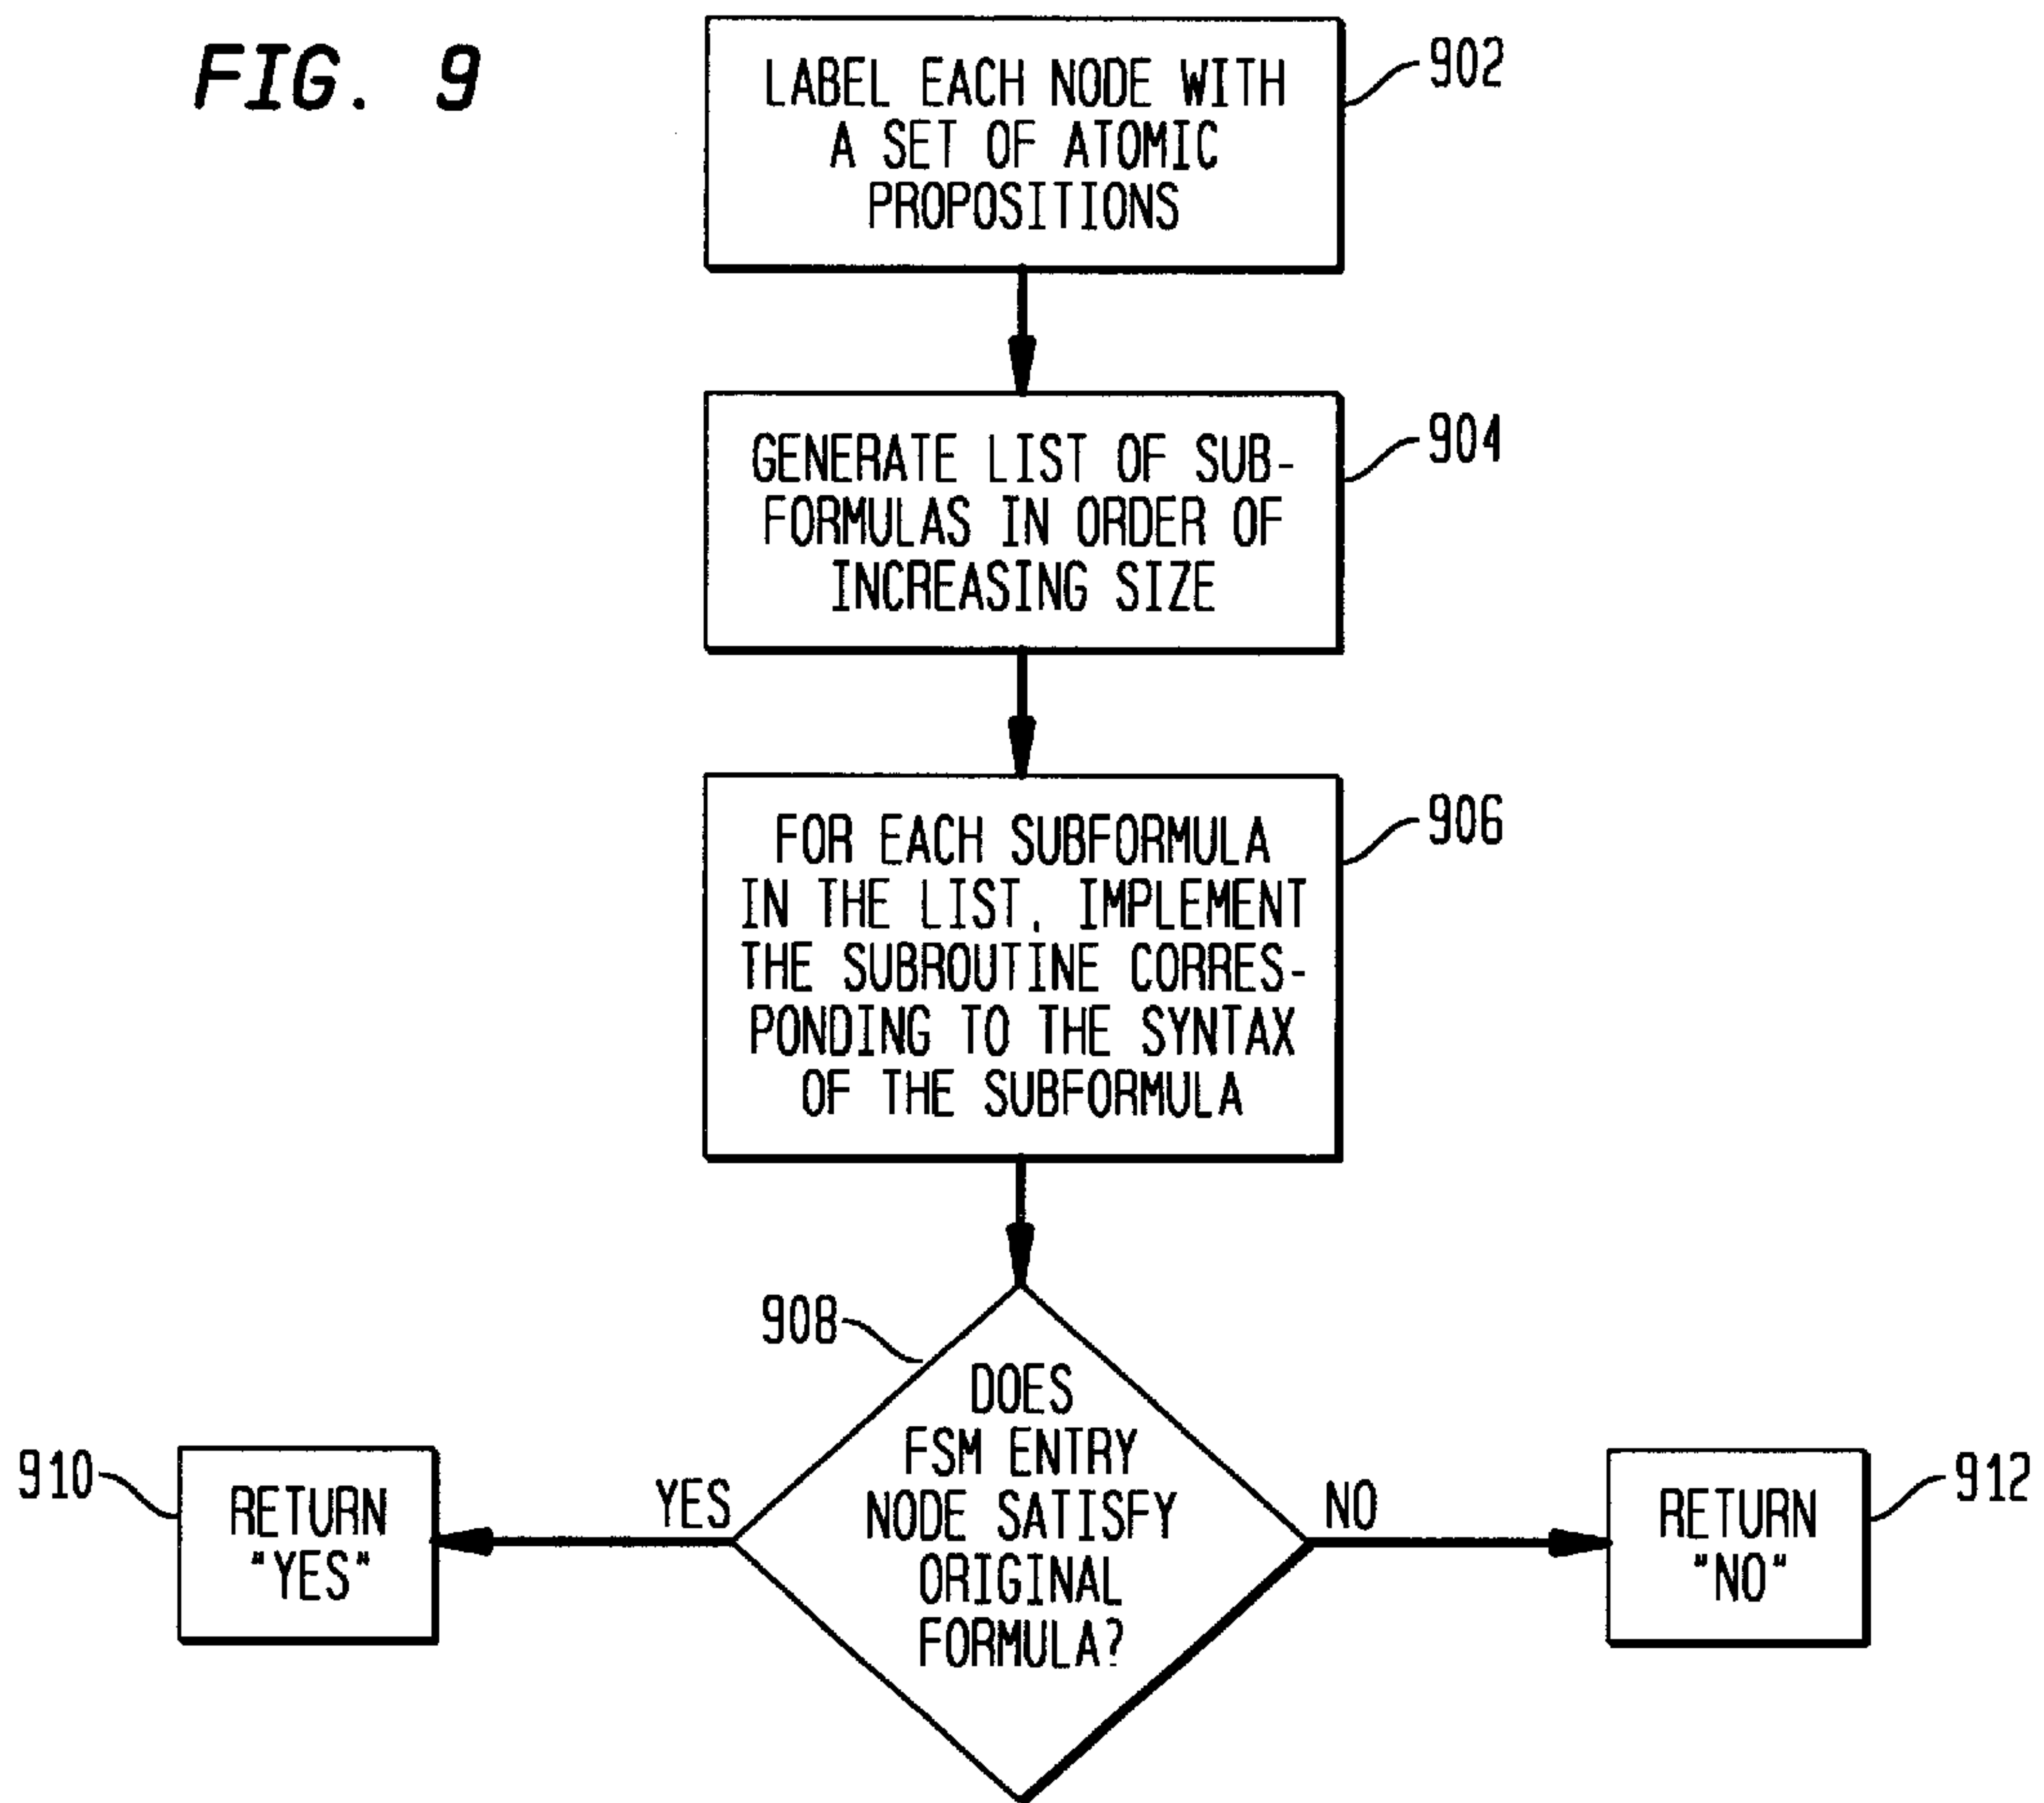 FIG. 9
LABEL EACH NODE WITH
A SET OF ATOMIC
PROPOSITIONS
902
GENERATE LIST OF SUB-
FORMULAS IN ORDER OF
INCREASING SIZE
904
FOR EACH SUBFORMULA
IN THE LIST, IMPLEMENT
THE SUBROUTINE CORRES-
PONDING TO THE SYNTAX
OF THE SUBFORMULA
906
908
DOES
FSM ENTRY
NODE SATISFY
ORIGINAL
FORMULA?
YES
NO
910
RETURN
"YES"
912
RETURN
"NO"